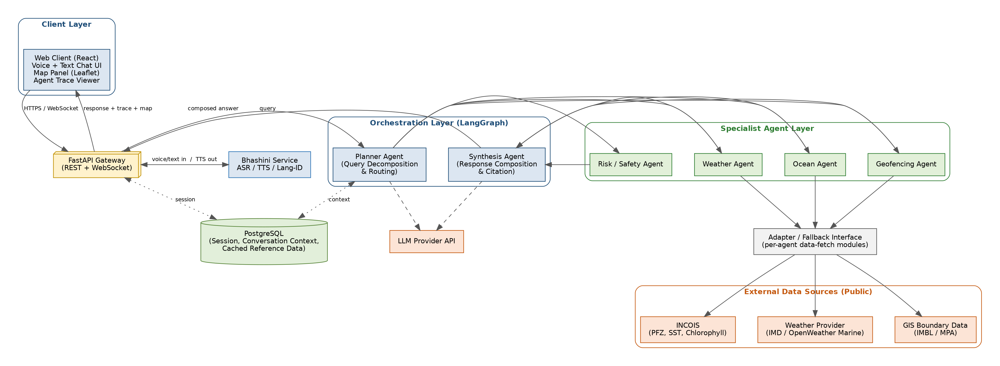 Client Layer
Web Client (React)
Voice + Text Chat UI
Map Panel (Leaflet)
Agent Trace Viewer
HTTPS / WebSocket
response + trace + map
composed answer
query
Orchestration Layer (LangGraph)
Specialist Agent Layer
FastAPI Gateway
(REST + WebSocket)
voice/text in / TTS out
Bhashini Service
ASR / TTS / Lang-ID
Planner Agent
(Query Decomposition
& Routing)
Synthesis Agent
(Response Composition
& Citation)
Risk / Safety Agent
Weather Agent
Ocean Agent
Geofencing Agent
session
context
PostgreSQL
(Session, Conversation Context,
Cached Reference Data)
LLM Provider API
Adapter / Fallback Interface
(per-agent data-fetch modules)
External Data Sources (Public)
INCOIS
(PFZ, SST, Chlorophyll)
Weather Provider
(IMD / OpenWeather Marine)
GIS Boundary Data
(IMBL / MPA)